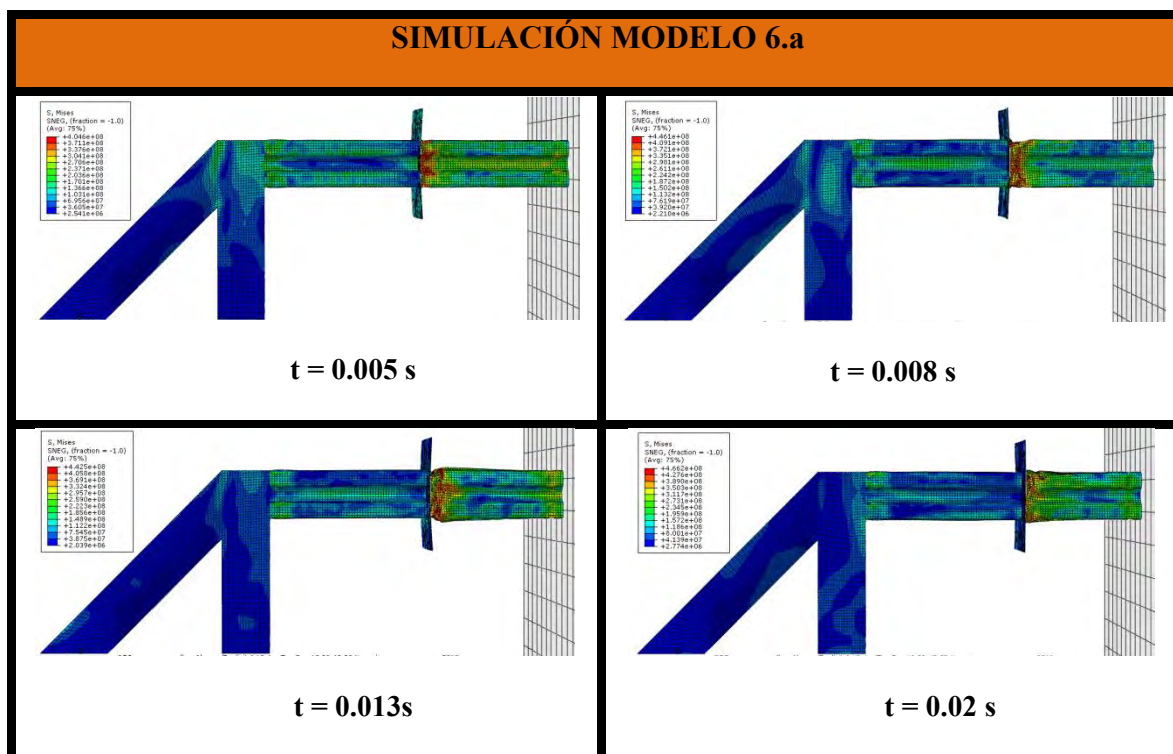 SIMULACIÓN MODELO 6.a
S, Mises
SNEG, (fraction = -1.0)
(Avg: 75%)
+4.046e+08
+3.711e+08
+3.376e+08
+3.041e+08
+2.706e+08
+2.371e+08
+2.036e+08
+1.701e+08
+1.366e+08
+1.031e+08
+6.956e+07
+3.605e+07
+2.541e+06
t = 0.005 s
S, Mises
SNEG, (fraction = -1.0)
(Avg: 75%)
+4.461e+08
+4.091e+08
+3.721e+08
+3.351e+08
+2.981e+08
+2.611e+08
+2.242e+08
+1.872e+08
+1.502e+08
+1.132e+08
+7.619e+07
+3.920e+07
+2.210e+06
t = 0.008 s
S, Mises
SNEG, (fraction = -1.0)
(Avg: 75%)
+4.425e+08
+4.058e+08
+3.691e+08
+3.324e+08
+2.957e+08
+2.590e+08
+2.223e+08
+1.856e+08
+1.489e+08
+1.122e+08
+7.545e+07
+3.875e+07
+2.039e+06
t = 0.013s
S, Mises
SNEG, (fraction = -1.0)
(Avg: 75%)
+4.662e+08
+4.276e+08
+3.890e+08
+3.503e+08
+3.117e+08
+2.731e+08
+2.345e+08
+1.959e+08
+1.572e+08
+1.186e+08
+8.001e+07
+4.139e+07
+2.774e+06
t = 0.02 s